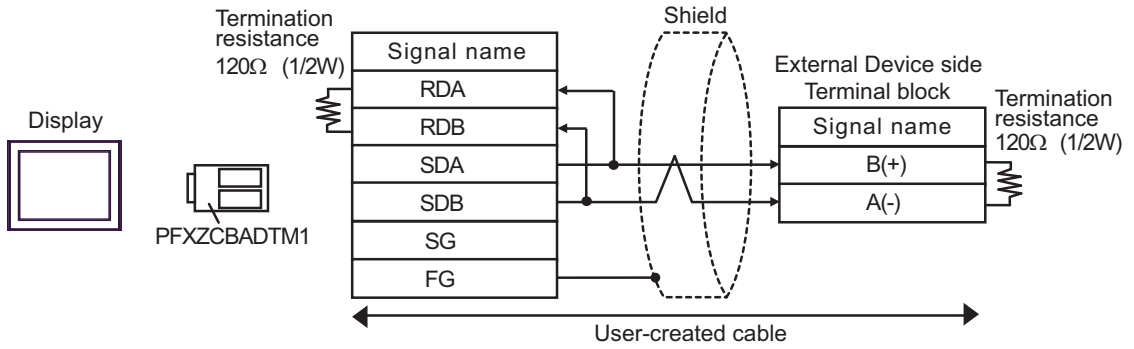 Termination
resistance
120Ω (1/2W)
Shield
Signal name
RDA
RDB
SDA
SDB
SG
FG
Display
PFXZCBADTM1
External Device side
Terminal block
Signal name
B(+)
A(-)
Termination
resistance
120Ω (1/2W)
User-created cable